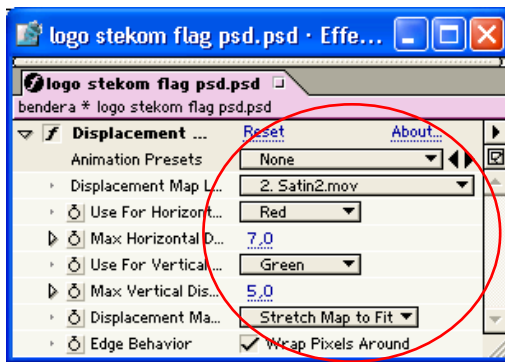 logo stekom flag psd.psd · Effe...
logo stekom flag psd.psd
bendera * logo stekom flag psd.psd
Displacement ... Reset About...
Animation Presets None
Displacement Map L... 2. Satin2.mov
Use For Horizont... Red
Max Horizontal D... 7,0
Use For Vertical ... Green
Max Vertical Dis... 5,0
Displacement Ma... Stretch Map to Fit
Edge Behavior Wrap Pixels Around